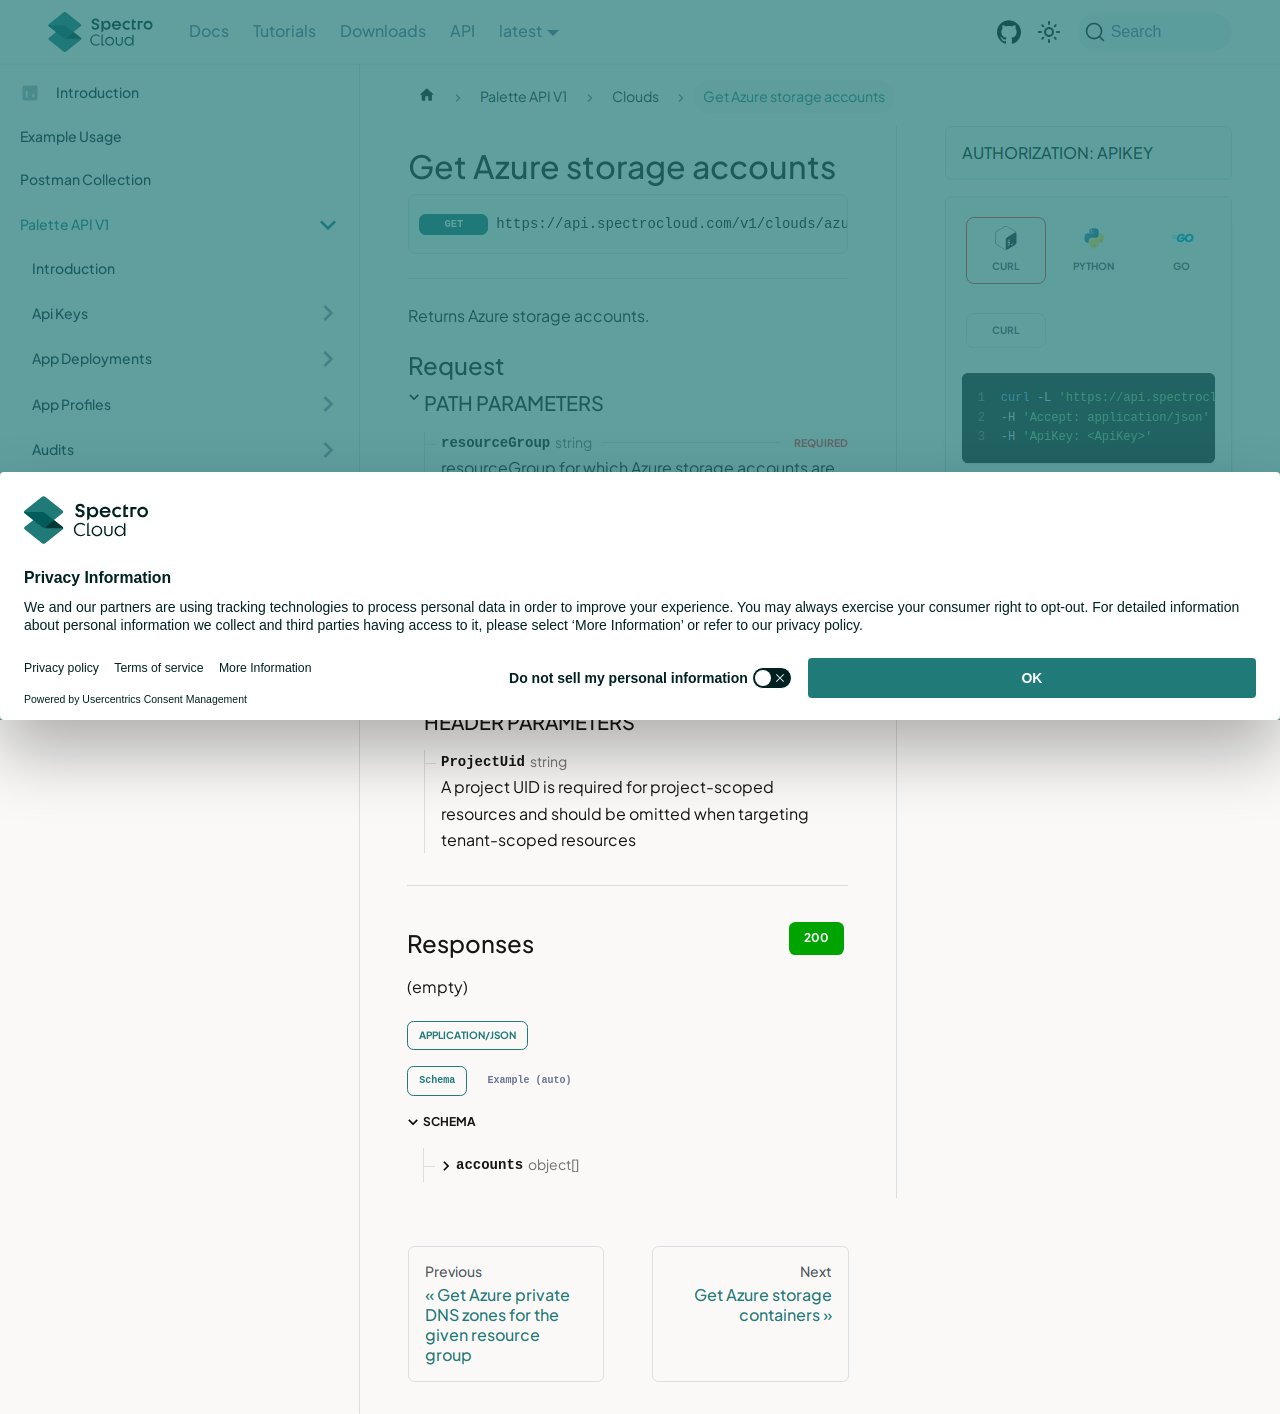 Spectro Cloud
Docs Tutorials Downloads API latest Search
Introduction
Example Usage
Postman Collection
Palette API V1
Introduction
Api Keys
App Deployments
App Profiles
Audits
Palette API V1 Clouds Get Azure storage accounts
Get Azure storage accounts
GET https://api.spectrocloud.com/v1/clouds/azu
Returns Azure storage accounts.
Request
PATH PARAMETERS
resourceGroup string REQUIRED
resourceGroup for which Azure storage accounts are
AUTHORIZATION: APIKEY
CURL PYTHON GO
CURL
1 curl -L 'https://api.spectrocl
2 -H 'Accept: application/json'
3 -H 'ApiKey: <ApiKey>'
Spectro Cloud
Privacy Information
We and our partners are using tracking technologies to process personal data in order to improve your experience. You may always exercise your consumer right to opt-out. For detailed information
about personal information we collect and third parties having access to it, please select ‘More Information’ or refer to our privacy policy.
Privacy policy Terms of service More Information
Powered by Usercentrics Consent Management
Do not sell my personal information
OK
HEADER PARAMETERS
ProjectUid string
A project UID is required for project-scoped
resources and should be omitted when targeting
tenant-scoped resources
Responses
200
(empty)
APPLICATION/JSON
Schema Example (auto)
SCHEMA
accounts object[]
Previous
« Get Azure private
DNS zones for the
given resource
group
Next
Get Azure storage
containers »